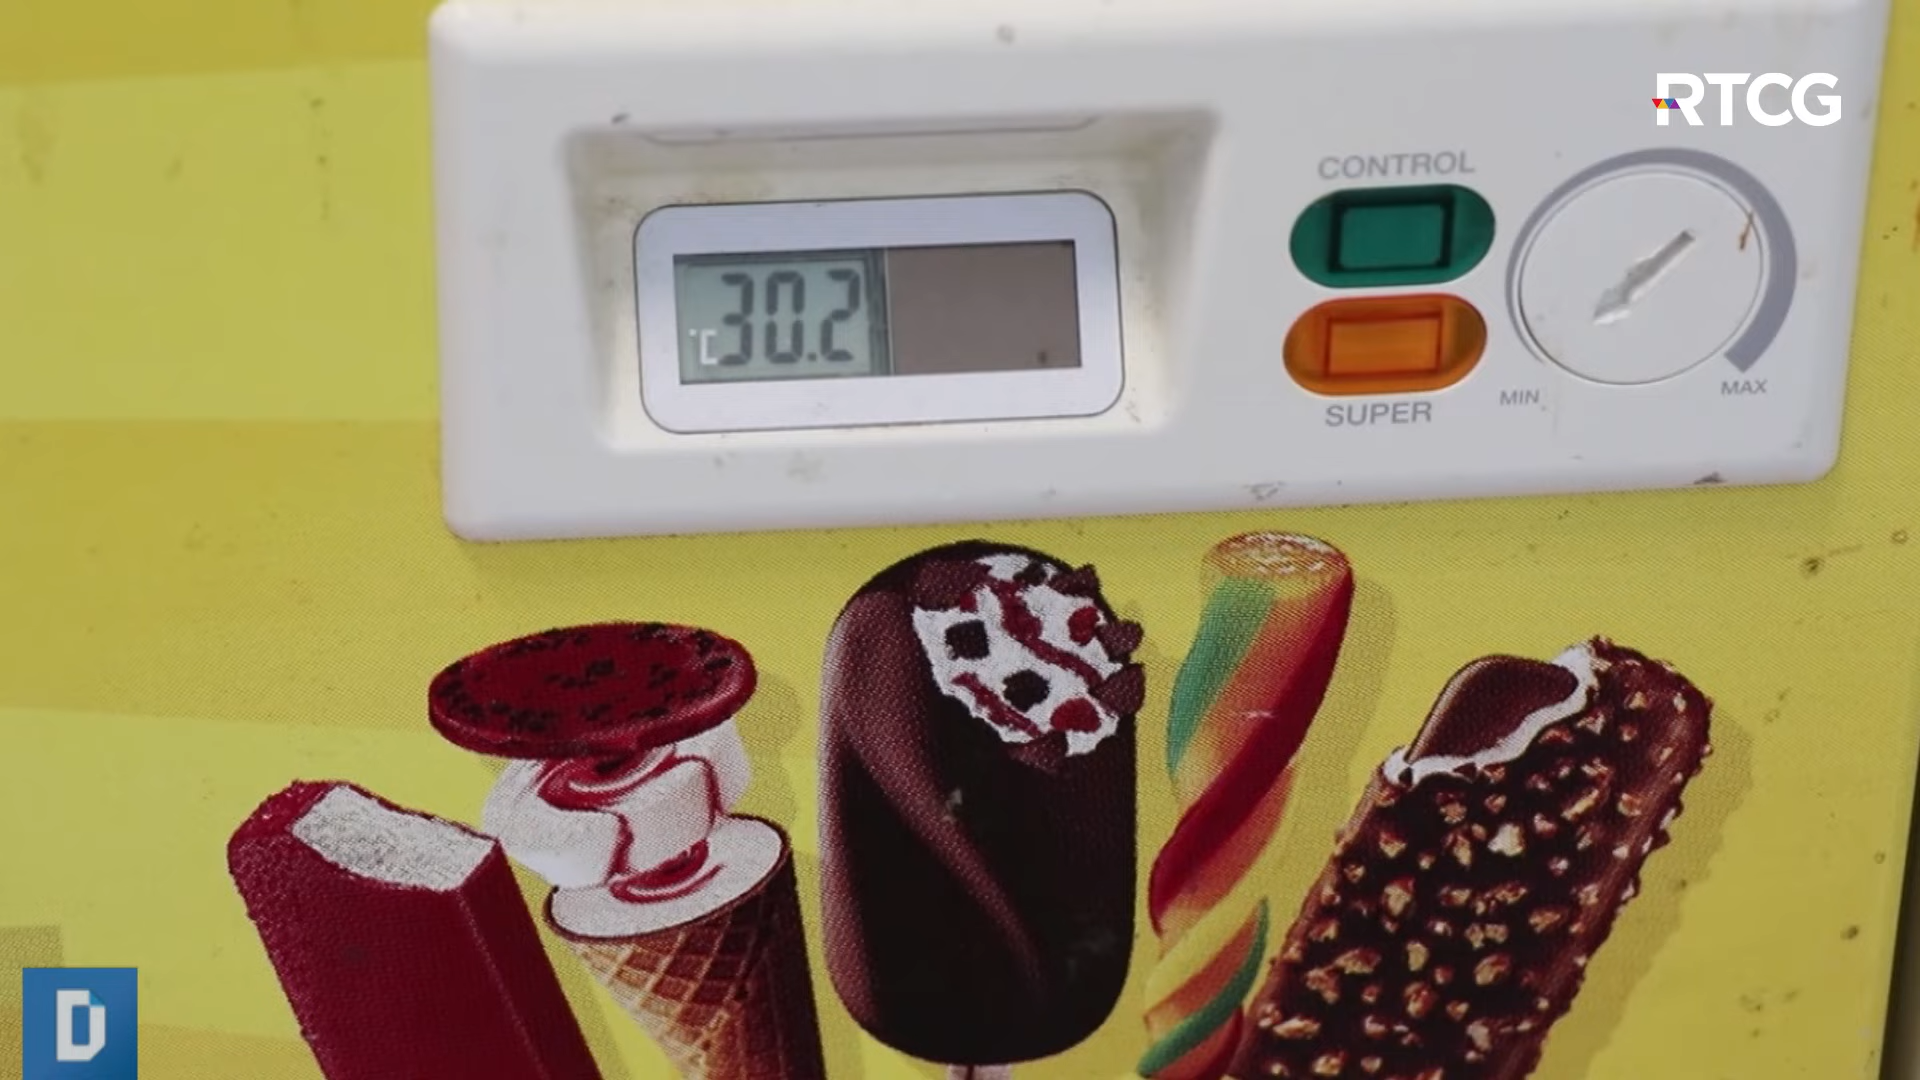 RTCG
CONTROL
°C 30.2
SUPER
MIN
MAX
D